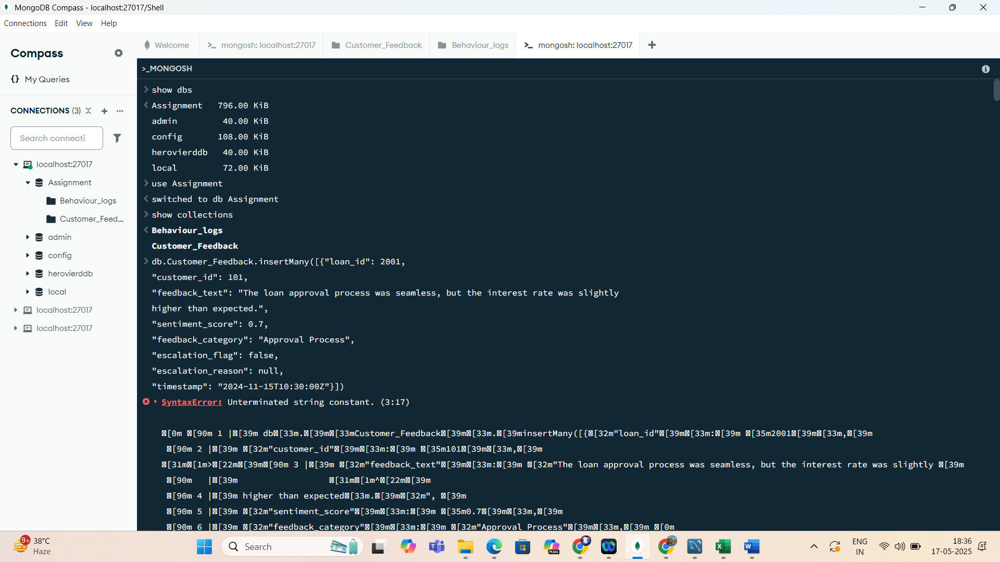 MongoDB Compass - localhost:27017/Shell
Connections Edit View Help
Compass
My Queries
CONNECTIONS (3)
Search connecti
localhost:27017
Assignment
Behaviour_logs
Customer_Feed...
admin
config
herovierddb
local
localhost:27017
localhost:27017
Welcome
mongosh: localhost:27017
Customer_Feedback
Behaviour_logs
mongosh: localhost:27017
>_MONGOSH
show dbs
Assignment 796.00 KiB
admin 40.00 KiB
config 108.00 KiB
herovierddb 40.00 KiB
local 72.00 KiB
use Assignment
switched to db Assignment
show collections
Behaviour_logs
Customer_Feedback
db.Customer_Feedback.insertMany([{"loan_id": 2001,
"customer_id": 101,
"feedback_text": "The loan approval process was seamless, but the interest rate was slightly
higher than expected.",
"sentiment_score": 0.7,
"feedback_category": "Approval Process",
"escalation_flag": false,
"escalation_reason": null,
"timestamp": "2024-11-15T10:30:00Z"}])
SyntaxError: Unterminated string constant. (3:17)
[0m [90m 1 |[39m db[33m.[39m[33mCustomer_Feedback[39m[33m.[39minsertMany([{[32m"loan_id"[39m[33m:[39m [35m2001[39m[33m,[39m
[90m 2 |[39m [32m"customer_id"[39m[33m:[39m [35m101[39m[33m,[39m
[31m[1m>[22m[39m[90m 3 |[39m [32m"feedback_text"[39m[33m:[39m [32m"The loan approval process was seamless, but the interest rate was slightly [39m
[90m |[39m [31m[1m^[22m[39m
[90m 4 |[39m higher than expected[33m.[39m[32m", [39m
[90m 5 |[39m [32m"sentiment_score"[39m[33m:[39m [35m0.7[39m[33m,[39m
[90m 6 |[39m [32m"feedback_category"[39m[33m:[39m [32m"Approval Process"[39m[33m,[39m [0m
9+
38°C
Haze
Search
M365
ENG
IN
18:36
17-05-2025